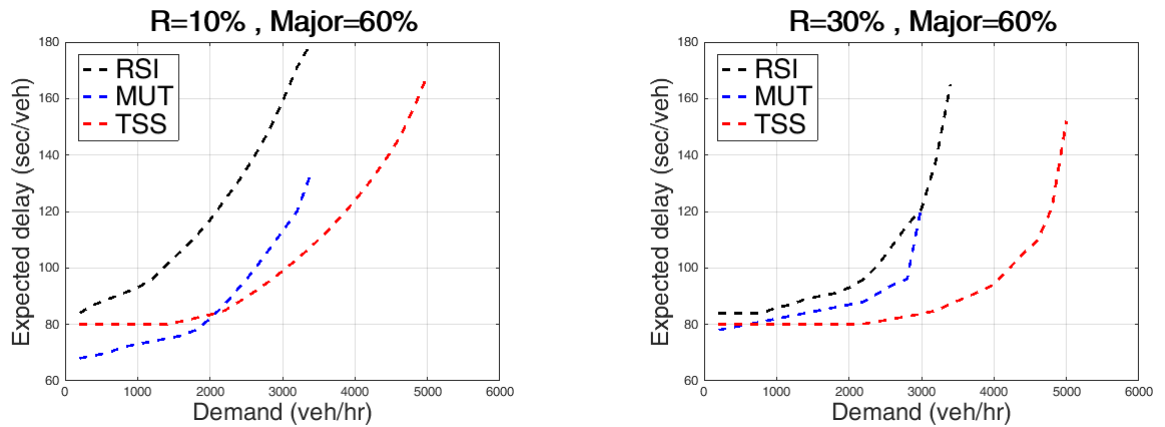 R=10% , Major=60%
180
160
140
120
100
80
60
Expected delay (sec/veh)
RSI
MUT
TSS
0
1000
2000
3000
4000
5000
6000
Demand (veh/hr)
R=30% , Major=60%
180
160
140
120
100
80
60
Expected delay (sec/veh)
RSI
MUT
TSS
0
1000
2000
3000
4000
5000
6000
Demand (veh/hr)